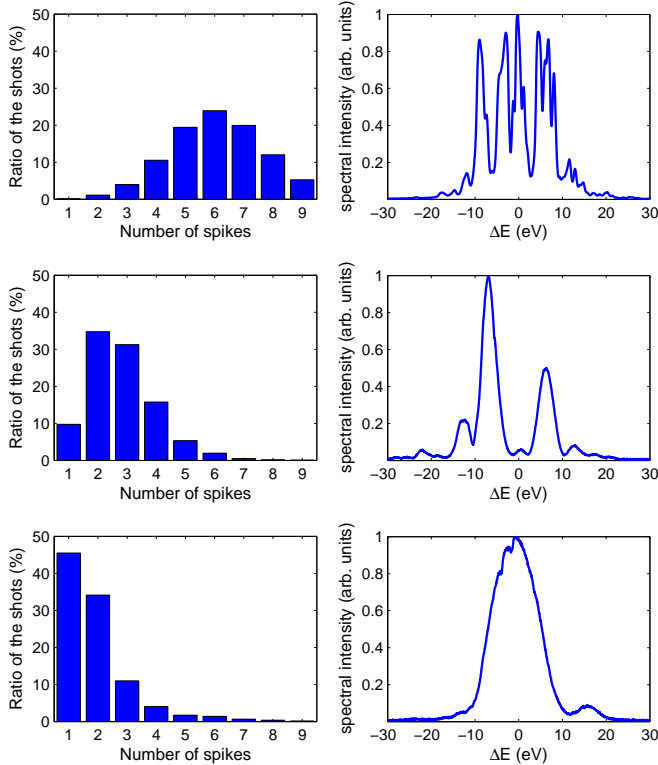 50
40
30
20
10
0
Ratio of the shots (%)
1 2 3 4 5 6 7 8 9
Number of spikes
1
0.8
0.6
0.4
0.2
spectral intensity (arb. units)
−30 −20 −10 0 10 20 30
ΔE (eV)
50
40
30
20
10
0
Ratio of the shots (%)
1 2 3 4 5 6 7 8 9
Number of spikes
1
0.8
0.6
0.4
0.2
spectral intensity (arb. units)
−30 −20 −10 0 10 20 30
ΔE (eV)
50
40
30
20
10
0
Ratio of the shots (%)
1 2 3 4 5 6 7 8 9
Number of spikes
1
0.8
0.6
0.4
0.2
spectral intensity (arb. units)
−30 −20 −10 0 10 20 30
ΔE (eV)